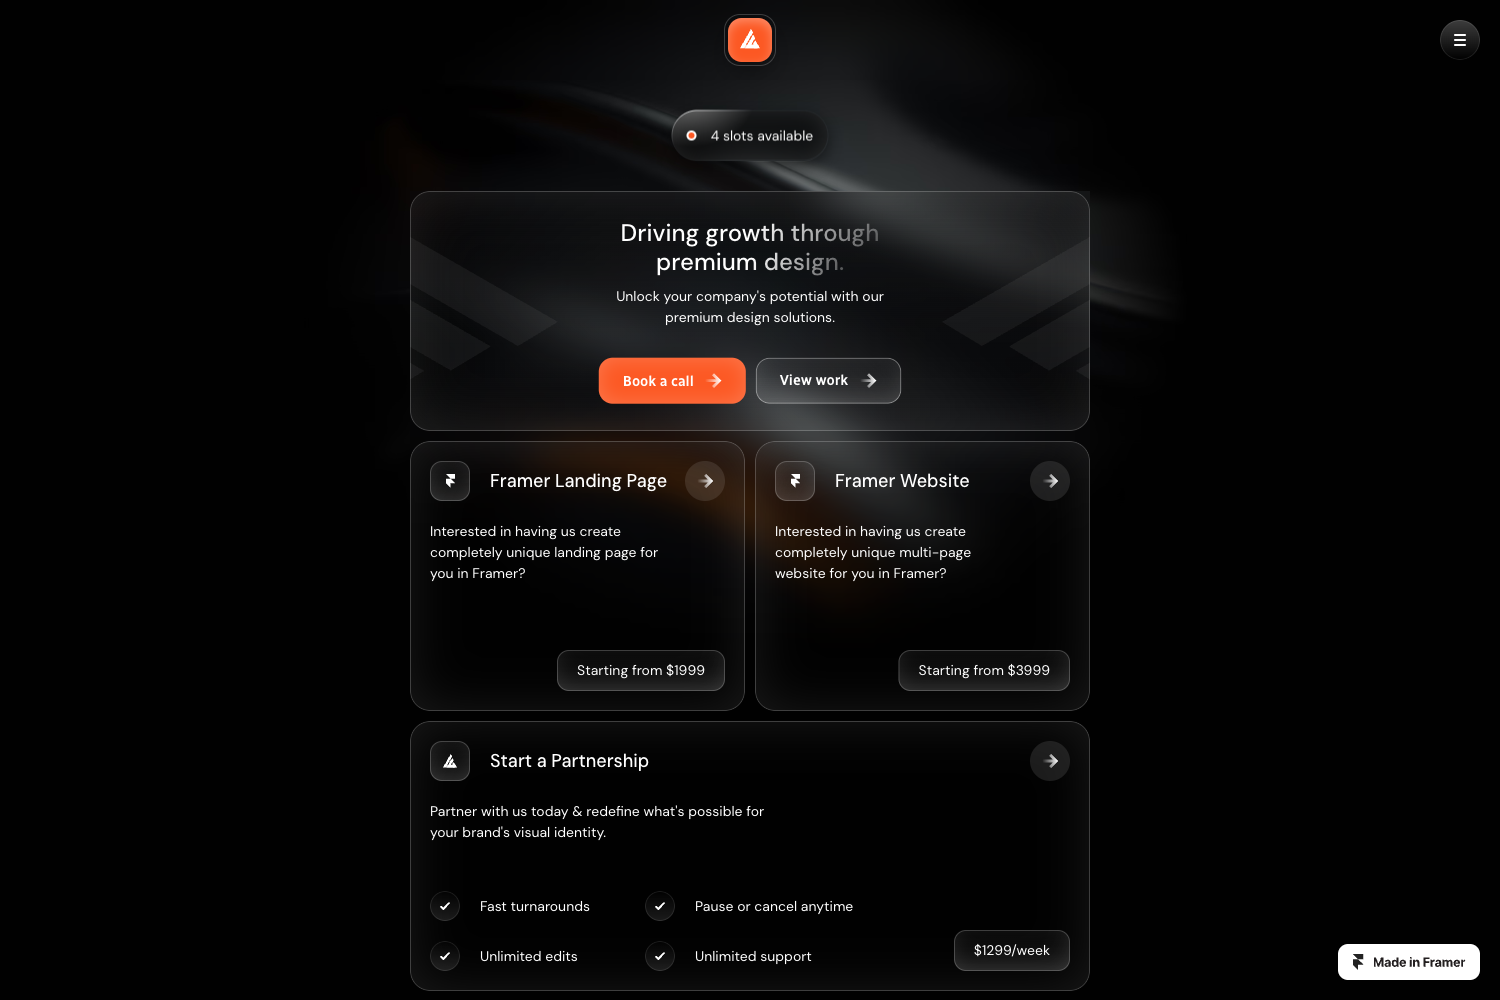 4 slots available
Driving growth through
premium design.
Unlock your company's potential with our
premium design solutions.
Book a call
View work
Framer Landing Page
Interested in having us create
completely unique landing page for
you in Framer?
Starting from $1999
Framer Website
Interested in having us create
completely unique multi-page
website for you in Framer?
Starting from $3999
Start a Partnership
Partner with us today & redefine what's possible for
your brand's visual identity.
Fast turnarounds
Pause or cancel anytime
Unlimited edits
Unlimited support
$1299/week
Made in Framer